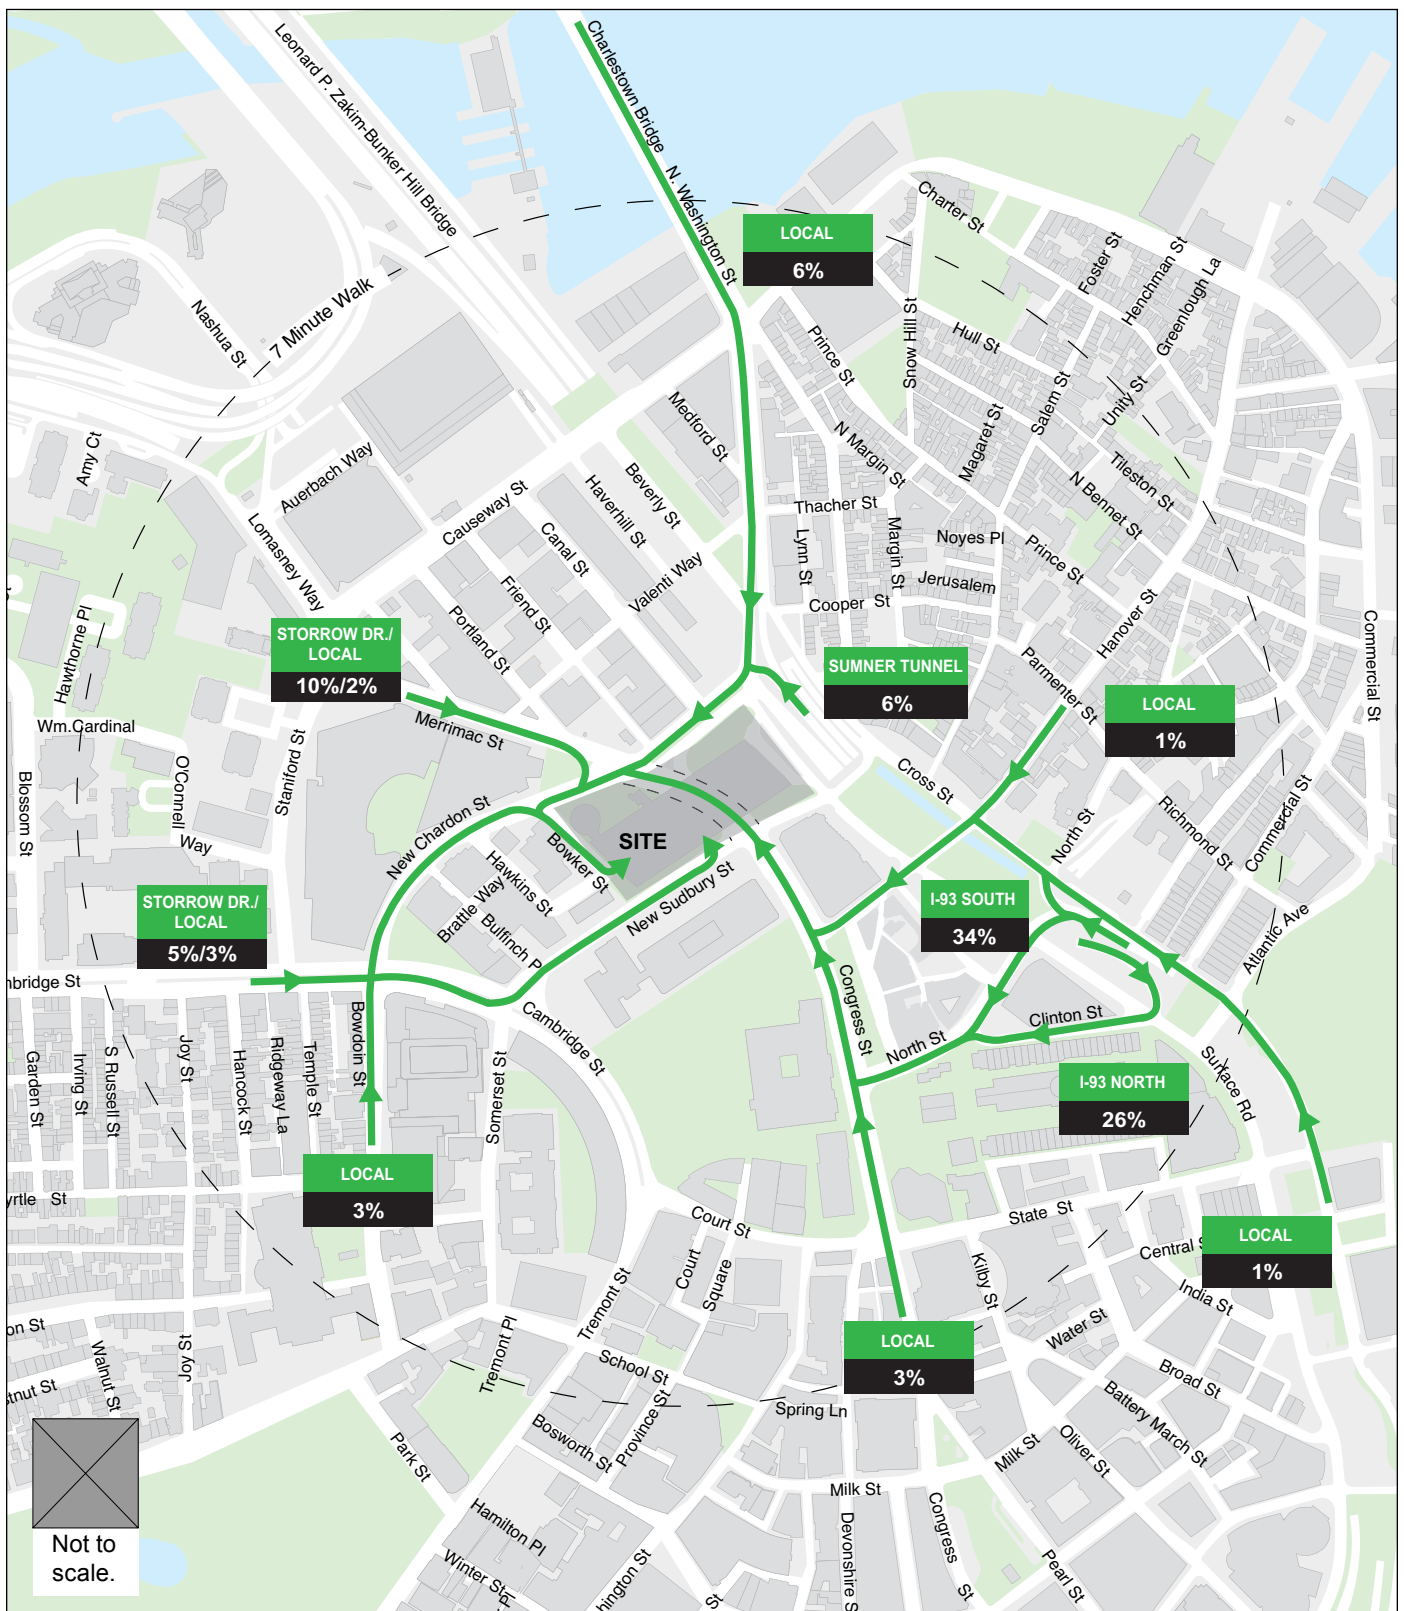 Charlestown Bridge
Leonard P. Zakim-Bunker Hill Bridge
N. Washington St
LOCAL
6%
Charter St
Foster St
Henchman St
Greenlough La
7 Minute Walk
Nashua St
Snow Hill St
Hull St
Prince St
Unity St
Salem St
Medford St
N Margin St
Magaret St
Amy Ct
Auerbach Way
Causeway St
Beverly St
Haverhill St
Canal St
Thacher St
Tileston St
N Bennet St
Lynn St
Margin St
Noyes Pl
Prince St
Jerusalem
Lomasney Way
Friend St
Valenti Way
Cooper St
Hanover St
Hawthorne Pl
Portland St
Commercial St
STORROW DR./
LOCAL
10%/2%
SUMNER TUNNEL
6%
Parmenter St
LOCAL
1%
Wm.Cardinal
O'Connell
Way
Merrimac St
Staniford St
Blossom St
Cross St
Richmond St
Commercial St
North St
New Chardon St
SITE
Bowker St
Hawkins St
Brattle Way
Bulfinch P
New Sudbury St
STORROW DR./
LOCAL
5%/3%
I-93 SOUTH
34%
Atlantic Ave
mbridge St
Congress St
Clinton St
North St
Bowdoin St
Cambridge St
Garden St
Irving St
S Russell St
Joy St
Hancock St
Ridgeway La
Temple St
Somerset St
I-93 NORTH
26%
Surface Rd
LOCAL
3%
yrtle St
Court St
State St
Central S
LOCAL
1%
Court
Square
Kilby St
India St
Tremont St
Water St
LOCAL
3%
on St
Walnut St
Joy St
Tremont Pl
School St
Broad St
stnut St
Province St
Spring Ln
Battery March St
Bosworth St
Park St
Milk St
Oliver St
Milk St
Hamilton Pl
Devonshire S
Congress St
Pearl St
Winter St
hington St
Pl
St
Not to
scale.